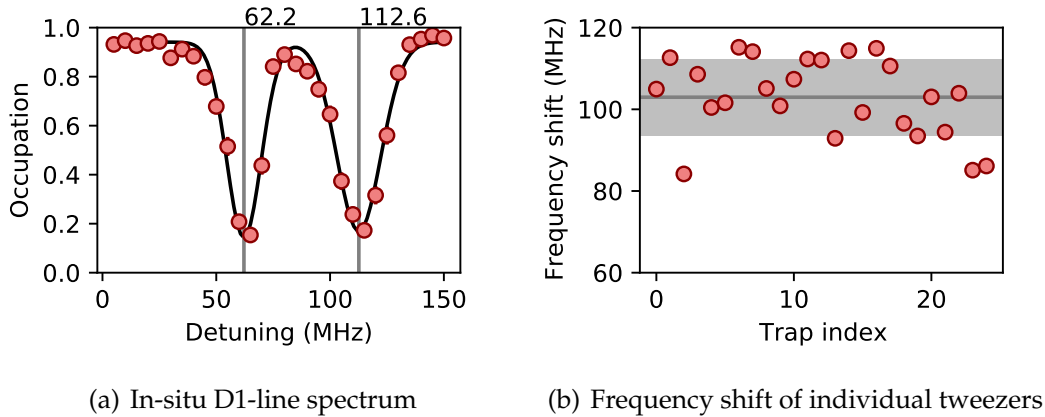 62.2 112.6
1.0
0.8
0.6
0.4
0.2
0.0
Occupation
0 50 100 150
Detuning (MHz)
(a) In-situ D1-line spectrum
120
100
80
60
Frequency shift (MHz)
0 10 20
Trap index
(b) Frequency shift of individual tweezers